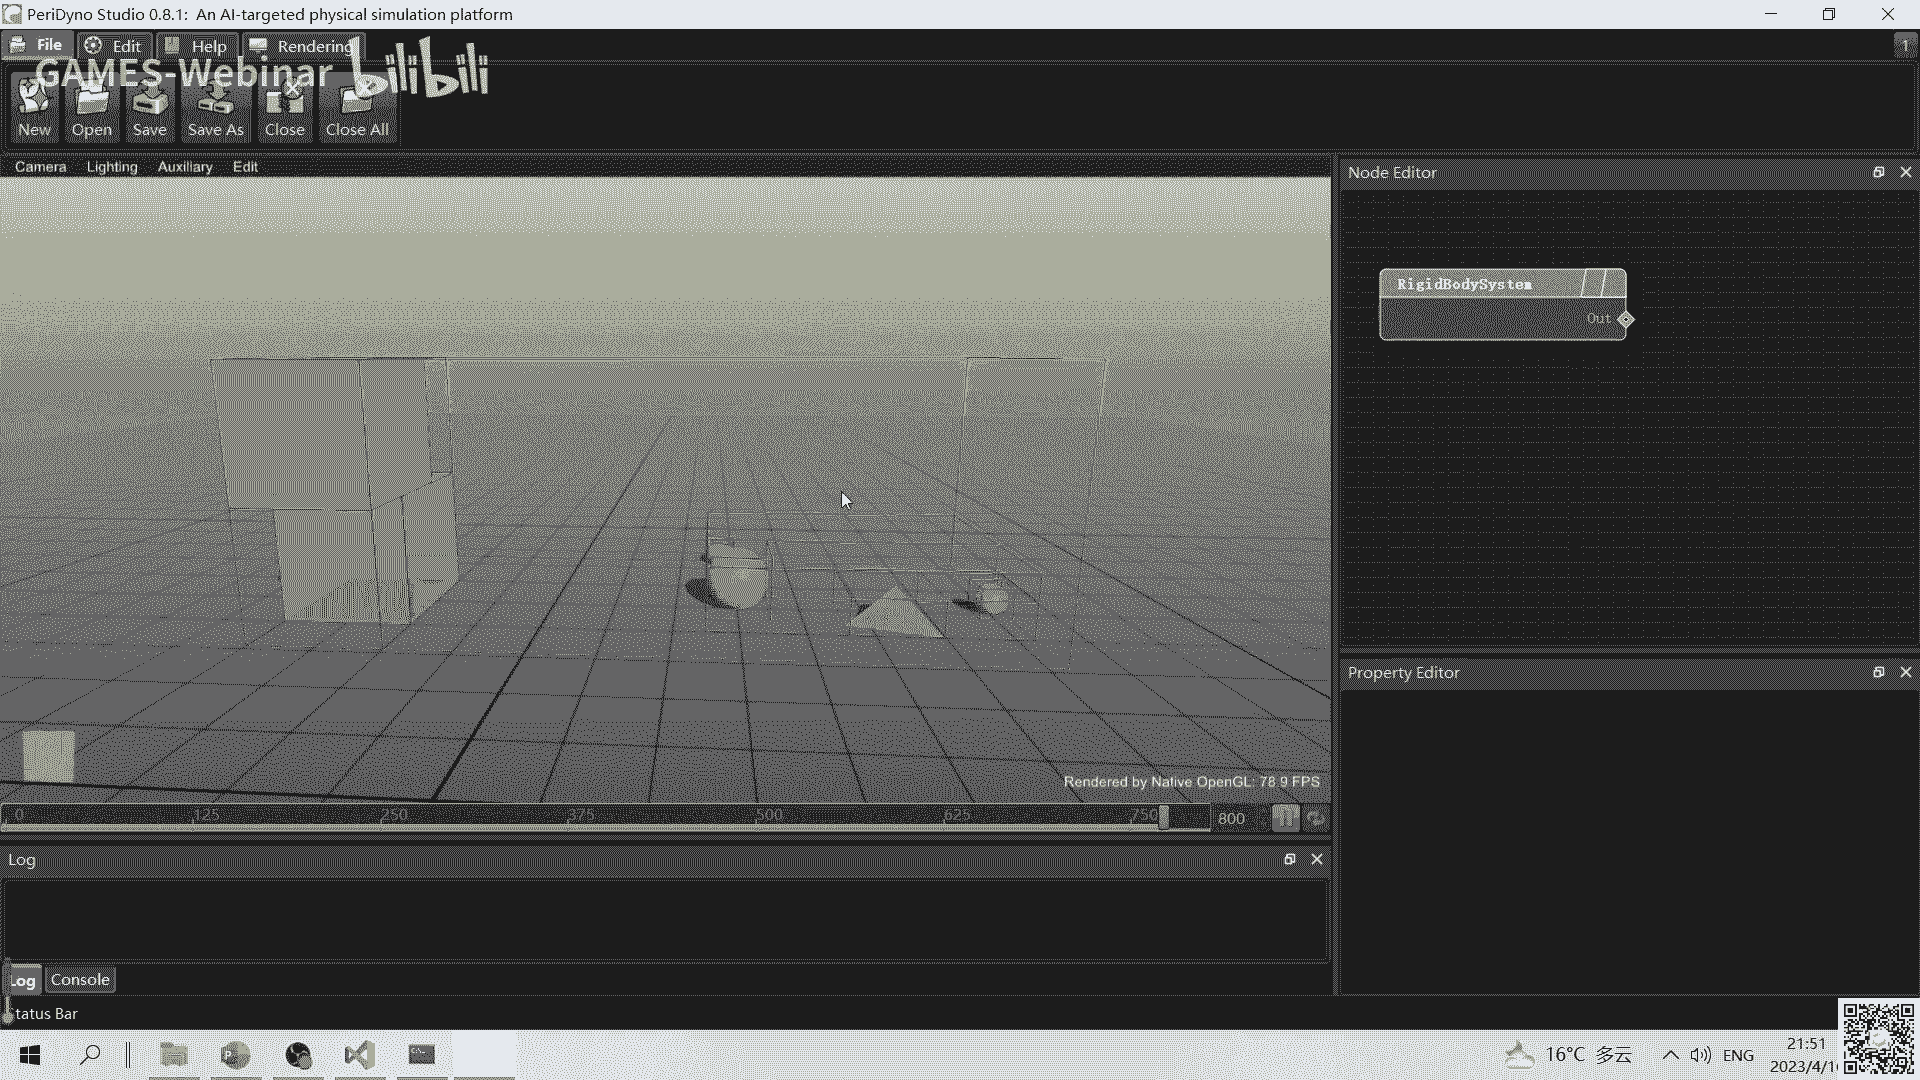 PeriDyno Studio 0.8.1: An AI-targeted physical simulation platform
File Edit Help Rendering
1
GAMES-Webinar bilibili
New Open Save Save As Close Close All
Camera Lighting Auxiliary Edit
Node Editor
RigidBodySystem
Out
Rendered by Native OpenGL: 78.9 FPS
0 125 250 375 500 625 750 800
Property Editor
Log
Log Console
tatus Bar
16°C 多云 ENG
21:51
2023/4/1